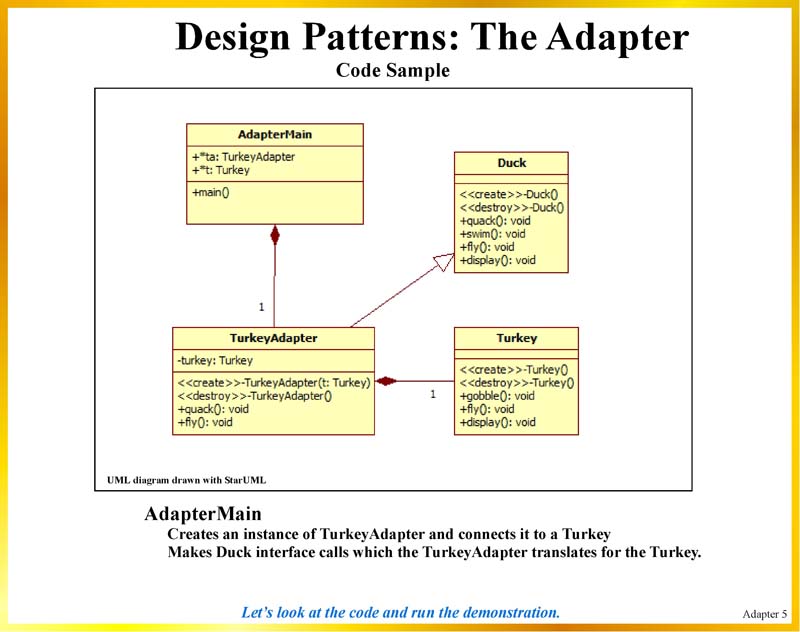 Design Patterns: The Adapter
Code Sample
AdapterMain
+*ta: TurkeyAdapter
+*t: Turkey
+main()
Duck
<<create>>-Duck()
<<destroy>>-Duck()
+quack(): void
+swim(): void
+fly(): void
+display(): void
1
TurkeyAdapter
-turkey: Turkey
<<create>>-TurkeyAdapter(t: Turkey)
<<destroy>>-TurkeyAdapter()
+quack(): void
+fly(): void
1
Turkey
<<create>>-Turkey()
<<destroy>>-Turkey()
+gobble(): void
+fly(): void
+display(): void
UML diagram drawn with StarUML
AdapterMain
Creates an instance of TurkeyAdapter and connects it to a Turkey
Makes Duck interface calls which the TurkeyAdapter translates for the Turkey.
Let’s look at the code and run the demonstration.
Adapter 5